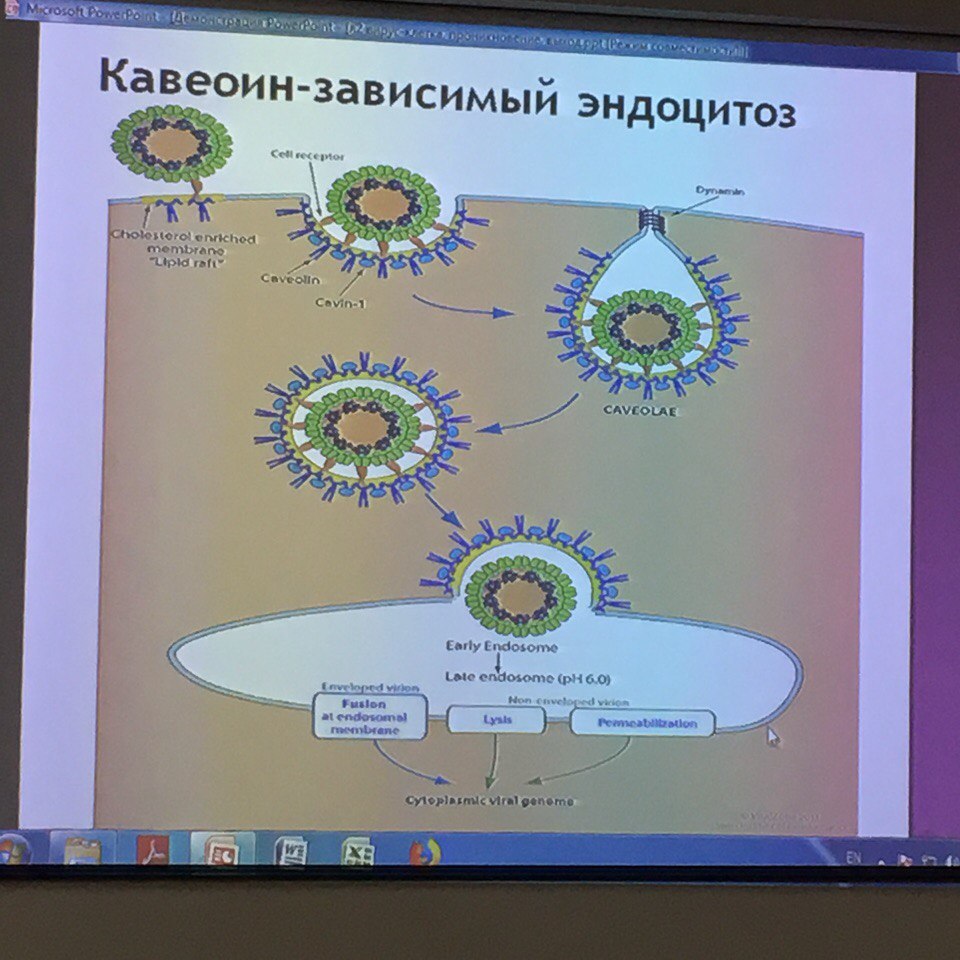 Microsoft PowerPoint - [Демонстрация PowerPoint - [
Кавеоин-зависимый эндоцитоз
Cell receptor
Dynamin
Cholesterol enriched
membrane
"Lipid raft"
Caveolin
Cavin-1
CAVEOLAE
Early Endosome
Late endosome (pH 6.0)
Enveloped virion
Non enveloped virion
Fusion
at endosomal
membrane
Lysis
Permeabilization
Cytoplasmic viral genome
EN